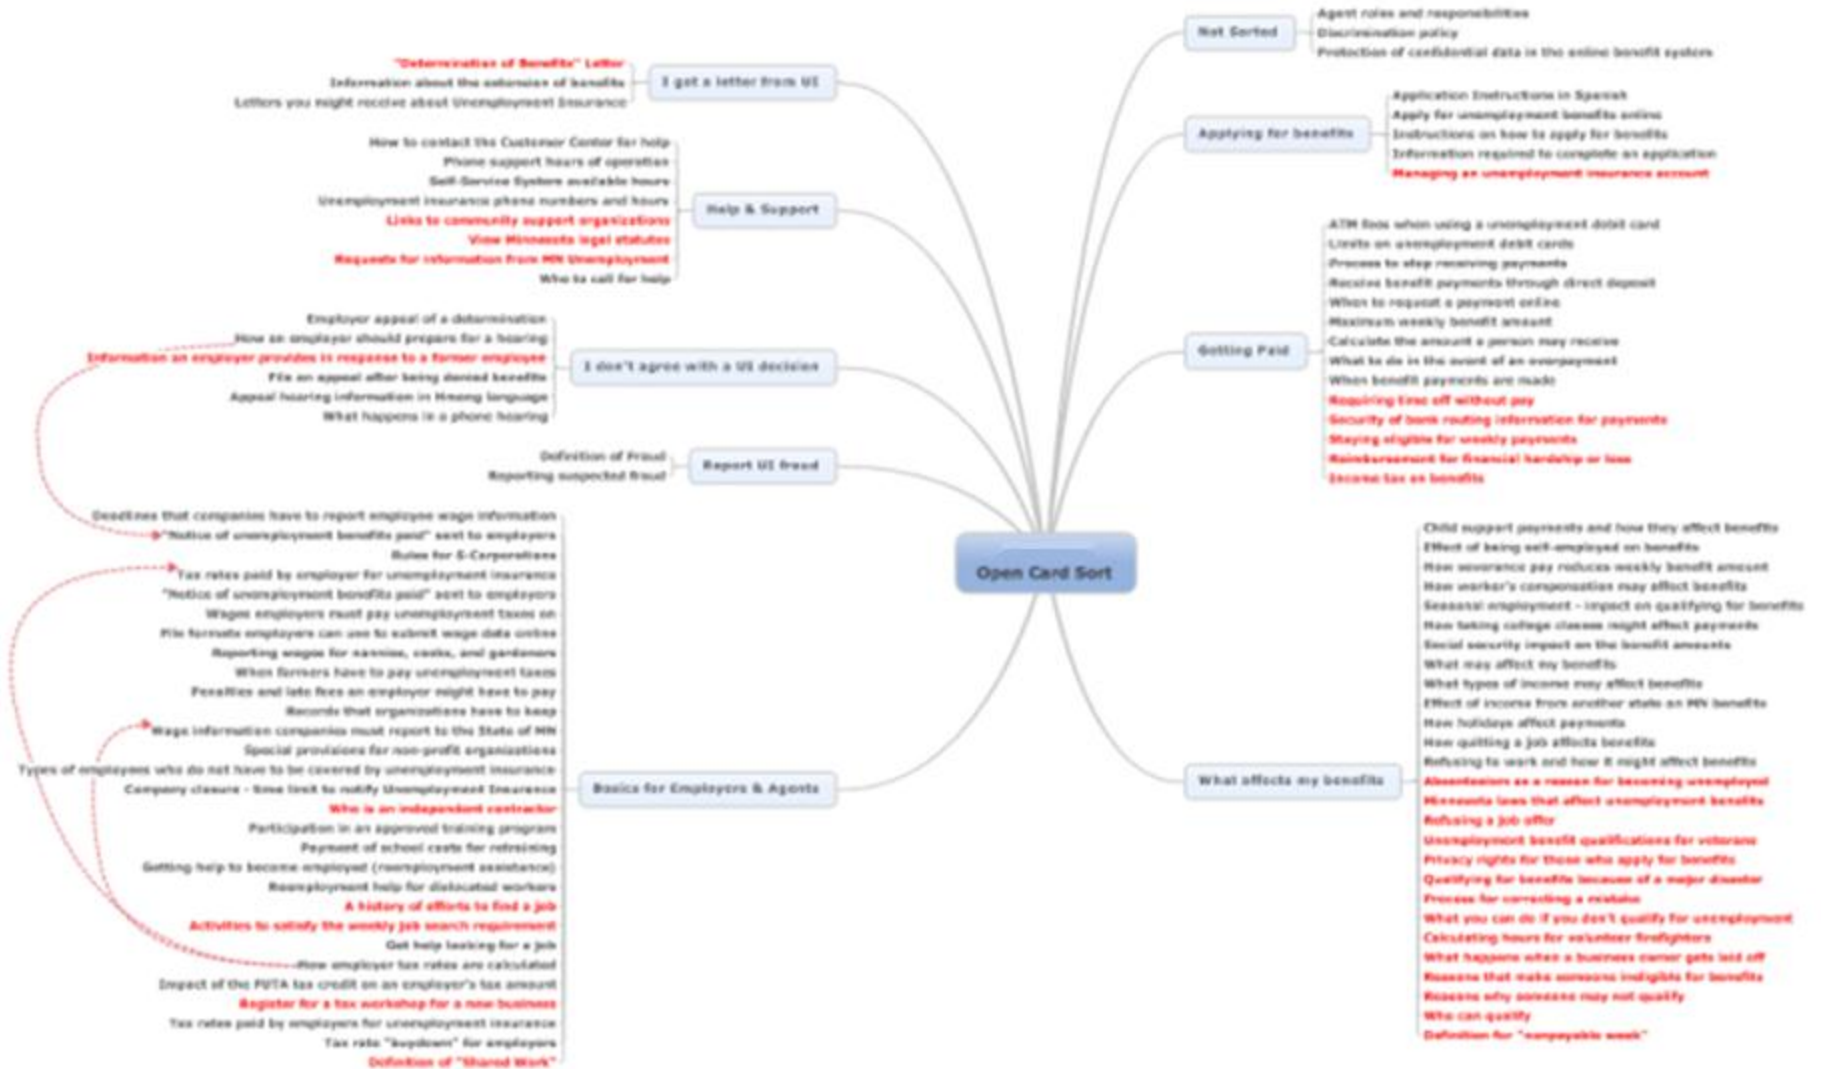 "Determination of Benefits" Letter
Information about the extension of benefits
Letters you might receive about Unemployment Insurance
I got a letter from UI
How to contact the Customer Center for help
Phone support hours of operation
Self-Service System available hours
Unemployment insurance phone numbers and hours
Links to community support organizations
View Minnesota legal statutes
Requests for information from MN Unemployment
Who to call for help
Help & Support
Employer appeal of a determination
How an employer should prepare for a hearing
Information an employer provides in response to a former employee
File an appeal after being denied benefits
Appeal hearing information in Hmong language
What happens in a phone hearing
I don't agree with a UI decision
Definition of Fraud
Reporting suspected fraud
Report UI fraud
Deadlines that companies have to report employee wage information
"Notice of unemployment benefits paid" sent to employers
Rules for S-Corporations
Tax rates paid by employer for unemployment insurance
"Notice of unemployment benefits paid" sent to employers
Wages employers must pay unemployment taxes on
File formats employers can use to submit wage data online
Reporting wages for nannies, cooks, and gardeners
When farmers have to pay unemployment taxes
Penalties and late fees an employer might have to pay
Records that organizations have to keep
Wage information companies must report to the State of MN
Special provisions for non-profit organizations
Types of employees who do not have to be covered by unemployment insurance
Company closure - time limit to notify Unemployment Insurance
Who is an independent contractor
Participation in an approved training program
Payment of school costs for retraining
Getting help to become employed (reemployment assistance)
Reemployment help for dislocated workers
A history of efforts to find a job
Activities to satisfy the weekly job search requirement
Get help looking for a job
How employer tax rates are calculated
Impact of the FUTA tax credit on an employer's tax amount
Register for a tax workshop for a new business
Tax rates paid by employers for unemployment insurance
Tax rate "buydown" for employers
Definition of "Shared Work"
Basics for Employers & Agents
Open Card Sort
Not Sorted
Agent roles and responsibilities
Discrimination policy
Protection of confidential data in the online benefit system
Applying for benefits
Application Instructions in Spanish
Apply for unemployment benefits online
Instructions on how to apply for benefits
Information required to complete an application
Managing an unemployment insurance account
Getting Paid
ATM fees when using a unemployment debit card
Limits on unemployment debit cards
Process to stop receiving payments
Receive benefit payments through direct deposit
When to request a payment online
Maximum weekly benefit amount
Calculate the amount a person may receive
What to do in the event of an overpayment
When benefit payments are made
Requiring time off without pay
Security of bank routing information for payments
Staying eligible for weekly payments
Reimbursement for financial hardship or loss
Income tax on benefits
What affects my benefits
Child support payments and how they affect benefits
Effect of being self-employed on benefits
How severance pay reduces weekly benefit amount
How worker's compensation may affect benefits
Seasonal employment - impact on qualifying for benefits
How taking college classes might affect payments
Social security impact on the benefit amounts
What may affect my benefits
What types of income may affect benefits
Effect of income from another state on MN benefits
How holidays affect payments
How quitting a job affects benefits
Refusing to work and how it might affect benefits
Absenteeism as a reason for becoming unemployed
Minnesota laws that affect unemployment benefits
Refusing a job offer
Unemployment benefit qualifications for veterans
Privacy rights for those who apply for benefits
Qualifying for benefits because of a major disaster
Process for correcting a mistake
What you can do if you don't qualify for unemployment
Calculating hours for volunteer firefighters
What happens when a business owner gets laid off
Reasons that make someone ineligible for benefits
Reasons why someone may not qualify
Who can qualify
Definition for "nonpayable week"